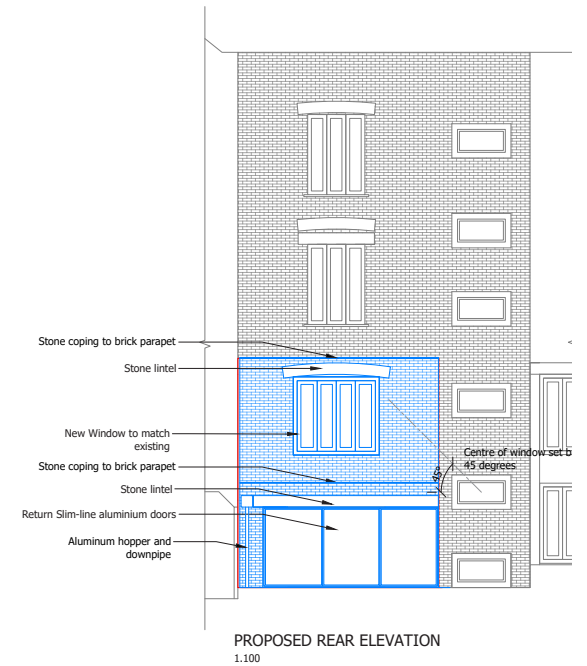 Stone coping to brick parapet
Stone lintel
New Window to match
existing
Centre of window set b
45 degrees
45°
Stone coping to brick parapet
Stone lintel
Return Slim-line aluminium doors
Aluminum hopper and
downpipe
PROPOSED REAR ELEVATION
1.100